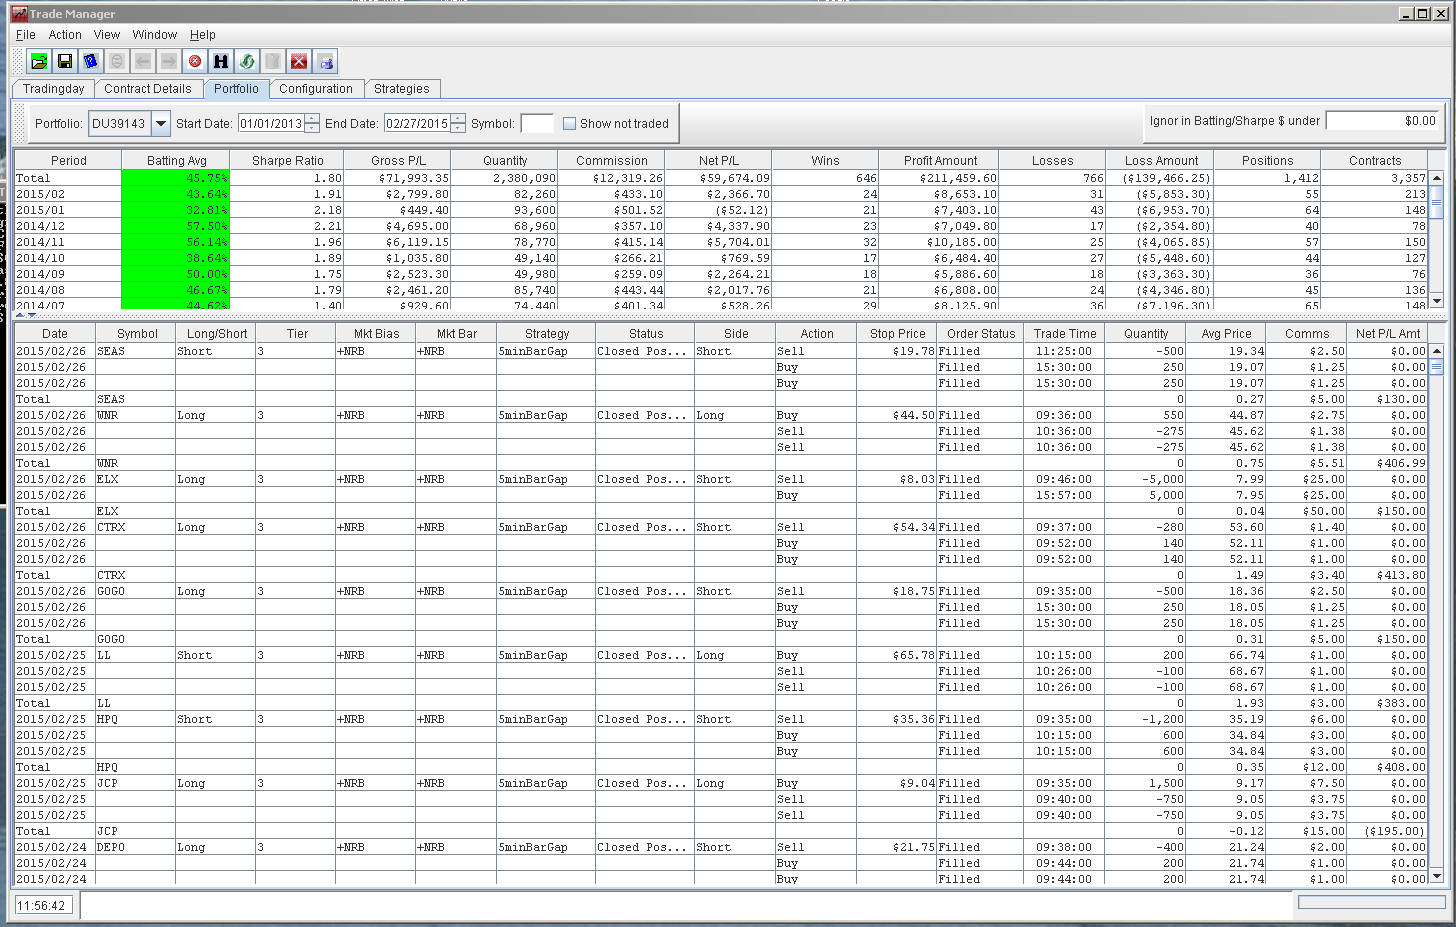 Trade Manager
File Action View Window Help
Tradingday Contract Details Portfolio Configuration Strategies
Portfolio: DU39143 Start Date: 01/01/2013 End Date: 02/27/2015 Symbol: Show not traded Ignor in Batting/Sharpe $ under $0.00
Period Batting Avg Sharpe Ratio Gross P/L Quantity Commission Net P/L Wins Profit Amount Losses Loss Amount Positions Contracts
Total 45.75% 1.80 $71,993.35 2,380,090 $12,319.26 $59,674.09 646 $211,459.60 766 ($139,466.25) 1,412 3,357
2015/02 43.64% 1.91 $2,799.80 82,260 $433.10 $2,366.70 24 $8,653.10 31 ($5,853.30) 55 213
2015/01 32.81% 2.18 $449.40 93,600 $501.52 ($52.12) 21 $7,403.10 43 ($6,953.70) 64 148
2014/12 57.50% 2.21 $4,695.00 68,960 $357.10 $4,337.90 23 $7,049.80 17 ($2,354.80) 40 78
2014/11 56.14% 1.96 $6,119.15 78,770 $415.14 $5,704.01 32 $10,185.00 25 ($4,065.85) 57 150
2014/10 38.64% 1.89 $1,035.80 49,140 $266.21 $769.59 17 $6,484.40 27 ($5,448.60) 44 127
2014/09 50.00% 1.75 $2,523.30 49,980 $259.09 $2,264.21 18 $5,886.60 18 ($3,363.30) 36 76
2014/08 46.67% 1.79 $2,461.20 85,740 $443.44 $2,017.76 21 $6,808.00 24 ($4,346.80) 45 136
2014/07 44.62% 1.40 $929.60 74,440 $401.34 $528.26 29 $8,125.90 36 ($7,196.30) 65 148
Date Symbol Long/Short Tier Mkt Bias Mkt Bar Strategy Status Side Action Stop Price Order Status Trade Time Quantity Avg Price Comms Net P/L Amt
2015/02/26 SEAS Short 3 +NRB +NRB 5minBarGap Closed Pos... Short Sell $19.78 Filled 11:25:00 -500 19.34 $2.50 $0.00
2015/02/26 Buy Filled 15:30:00 250 19.07 $1.25 $0.00
2015/02/26 Buy Filled 15:30:00 250 19.07 $1.25 $0.00
Total SEAS 0 0.27 $5.00 $130.00
2015/02/26 WNR Long 3 +NRB +NRB 5minBarGap Closed Pos... Long Buy $44.50 Filled 09:36:00 550 44.87 $2.75 $0.00
2015/02/26 Sell Filled 10:36:00 -275 45.62 $1.38 $0.00
2015/02/26 Sell Filled 10:36:00 -275 45.62 $1.38 $0.00
Total WNR 0 0.75 $5.51 $406.99
2015/02/26 ELX Long 3 +NRB +NRB 5minBarGap Closed Pos... Short Sell $8.03 Filled 09:46:00 -5,000 7.99 $25.00 $0.00
2015/02/26 Buy Filled 15:57:00 5,000 7.95 $25.00 $0.00
Total ELX 0 0.04 $50.00 $150.00
2015/02/26 CTRX Long 3 +NRB +NRB 5minBarGap Closed Pos... Short Sell $54.34 Filled 09:37:00 -280 53.60 $1.40 $0.00
2015/02/26 Buy Filled 09:52:00 140 52.11 $1.00 $0.00
2015/02/26 Buy Filled 09:52:00 140 52.11 $1.00 $0.00
Total CTRX 0 1.49 $3.40 $413.80
2015/02/26 GOGO Long 3 +NRB +NRB 5minBarGap Closed Pos... Short Sell $18.75 Filled 09:35:00 -500 18.36 $2.50 $0.00
2015/02/26 Buy Filled 15:30:00 250 18.05 $1.25 $0.00
2015/02/26 Buy Filled 15:30:00 250 18.05 $1.25 $0.00
Total GOGO 0 0.31 $5.00 $150.00
2015/02/25 LL Short 3 +NRB +NRB 5minBarGap Closed Pos... Long Buy $65.78 Filled 10:15:00 200 66.74 $1.00 $0.00
2015/02/25 Sell Filled 10:26:00 -100 68.67 $1.00 $0.00
2015/02/25 Sell Filled 10:26:00 -100 68.67 $1.00 $0.00
Total LL 0 1.93 $3.00 $383.00
2015/02/25 HPQ Short 3 +NRB +NRB 5minBarGap Closed Pos... Short Sell $35.36 Filled 09:35:00 -1,200 35.19 $6.00 $0.00
2015/02/25 Buy Filled 10:15:00 600 34.84 $3.00 $0.00
2015/02/25 Buy Filled 10:15:00 600 34.84 $3.00 $0.00
Total HPQ 0 0.35 $12.00 $408.00
2015/02/25 JCP Long 3 +NRB +NRB 5minBarGap Closed Pos... Long Buy $9.04 Filled 09:35:00 1,500 9.17 $7.50 $0.00
2015/02/25 Sell Filled 09:40:00 -750 9.05 $3.75 $0.00
2015/02/25 Sell Filled 09:40:00 -750 9.05 $3.75 $0.00
Total JCP 0 -0.12 $15.00 ($195.00)
2015/02/24 DEPO Long 3 +NRB +NRB 5minBarGap Closed Pos... Short Sell $21.75 Filled 09:38:00 -400 21.24 $2.00 $0.00
2015/02/24 Buy Filled 09:44:00 200 21.74 $1.00 $0.00
2015/02/24 Buy Filled 09:44:00 200 21.74 $1.00 $0.00
11:56:42